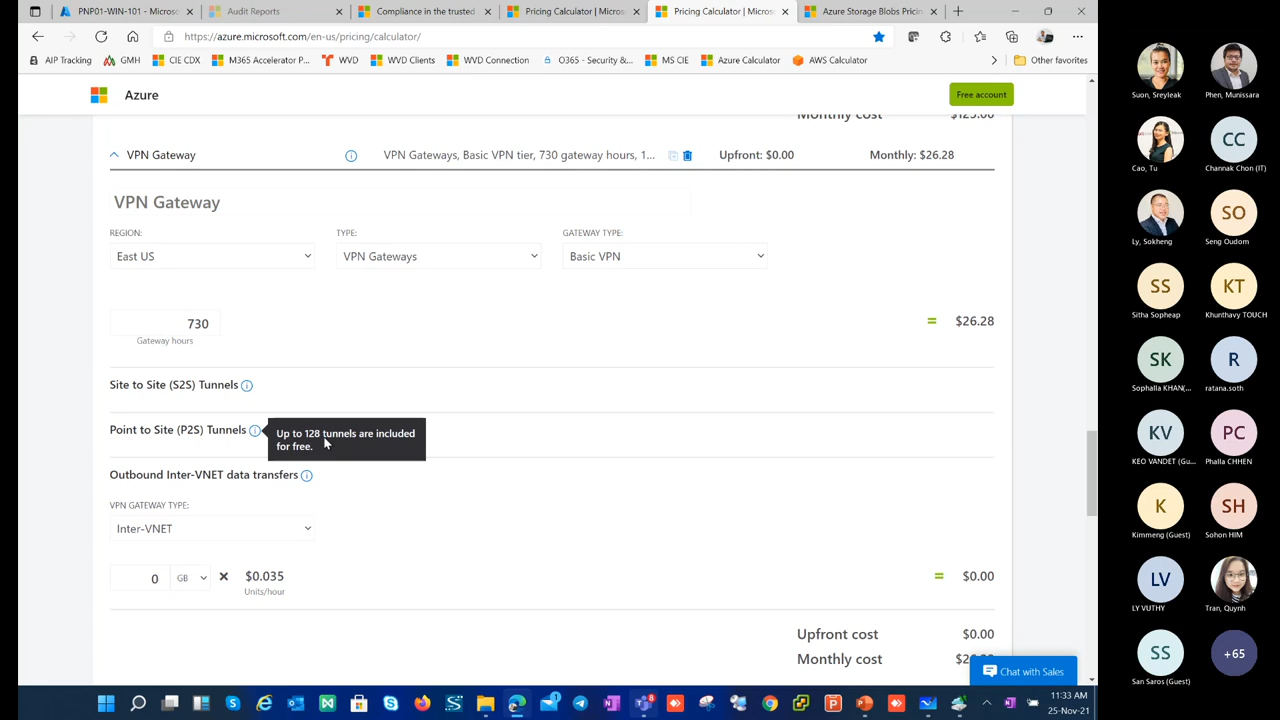 PNP01-WIN-101 - Micros
Audit Reports
Compliance in the trusted
Pricing Calculator | Micros
Pricing Calculator | Micros
Azure Storage Blobs Pricin
https://azure.microsoft.com/en-us/pricing/calculator/
AIP Tracking
GMH
CIE CDX
M365 Accelerator P...
WVD
WVD Clients
WVD Connection
O365 - Security &...
MS CIE
Azure Calculator
AWS Calculator
Other favorites
Azure
Free account
Monthly cost
$125.00
VPN Gateway
VPN Gateways, Basic VPN tier, 730 gateway hours, 1...
Upfront: $0.00
Monthly: $26.28
VPN Gateway
REGION:
TYPE:
GATEWAY TYPE:
East US
VPN Gateways
Basic VPN
730
= $26.28
Gateway hours
Site to Site (S2S) Tunnels
Point to Site (P2S) Tunnels
Up to 128 tunnels are included
for free.
Outbound Inter-VNET data transfers
VPN GATEWAY TYPE:
Inter-VNET
0
GB
×
$0.035
= $0.00
Units/hour
Upfront cost
$0.00
Monthly cost
Chat with Sales
11:33 AM
25-Nov-21
Suon, Sreyleak
Phen, Munissara
CC
Cao, Tu
Channak Chon (IT)
SO
Ly, Sokheng
Seng Oudom
SS
KT
Sitha Sopheap
Khunthavy TOUCH
SK
R
Sophalla KHAN(...
ratana.soth
KV
PC
KEO VANDET (Gu...
Phalla CHHEN
K
SH
Kimmeng (Guest)
Sohon HIM
LV
LY VUTHY
Tran, Quynh
SS
+65
San Saros (Guest)